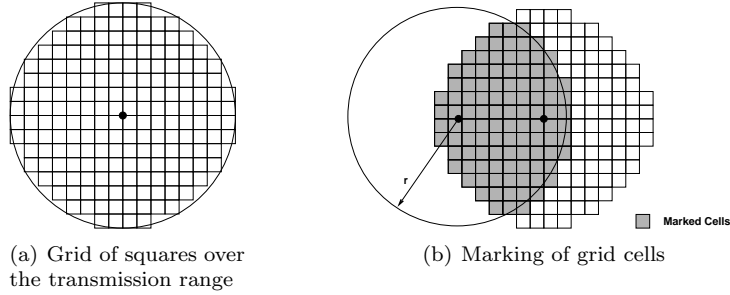 r
Marked Cells
(a) Grid of squares over
the transmission range
(b) Marking of grid cells